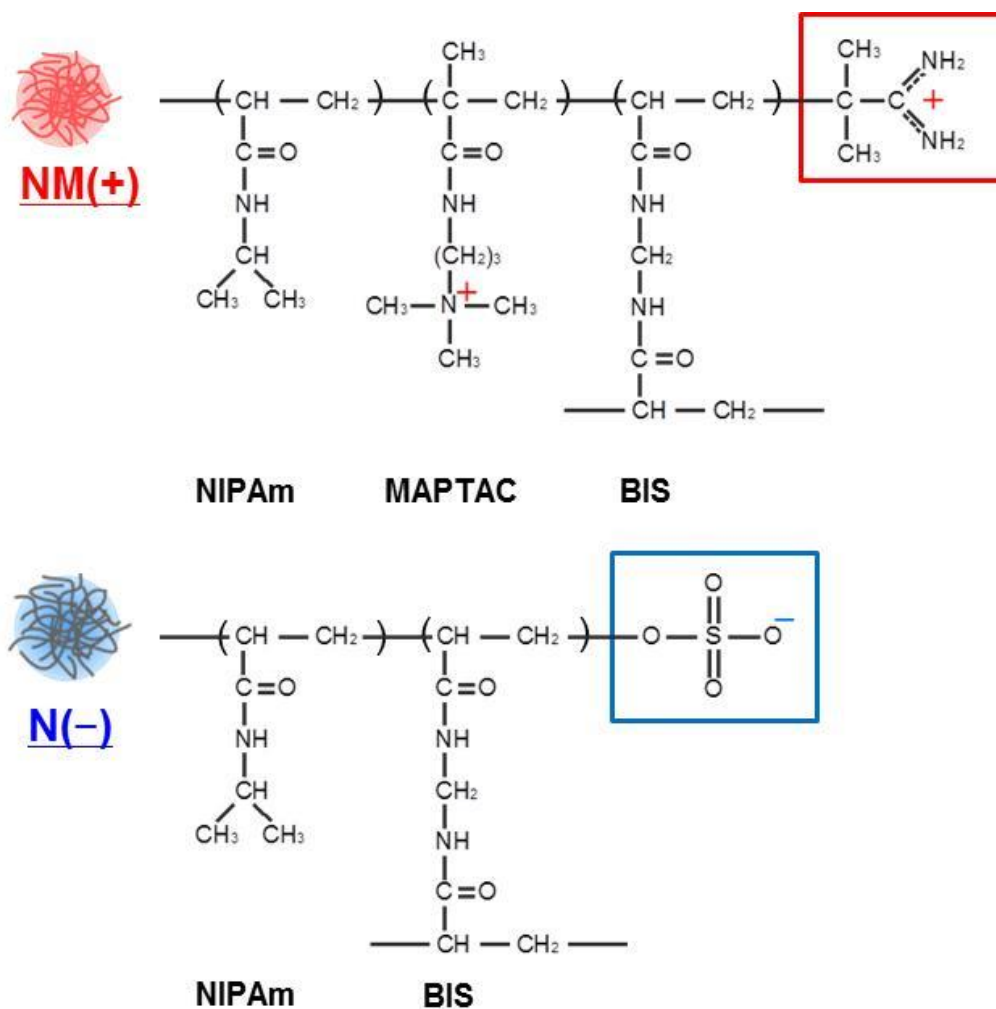 CH₃ CH₃ NH₂
( CH — CH₂ ) ( C — CH₂ ) ( CH — CH₂ ) C — C +
C=O C=O C=O CH₃ NH₂
NM(+)
NH NH NH
CH (CH₂)₃ CH₂
CH₃ CH₃ CH₃—N+—CH₃ NH
CH₃ C=O
CH — CH₂
NIPAm MAPTAC BIS
O
( CH — CH₂ ) ( CH — CH₂ ) O — S — O−
C=O C=O O
N(−)
NH NH
CH CH₂
CH₃ CH₃ NH
C=O
CH — CH₂
NIPAm BIS